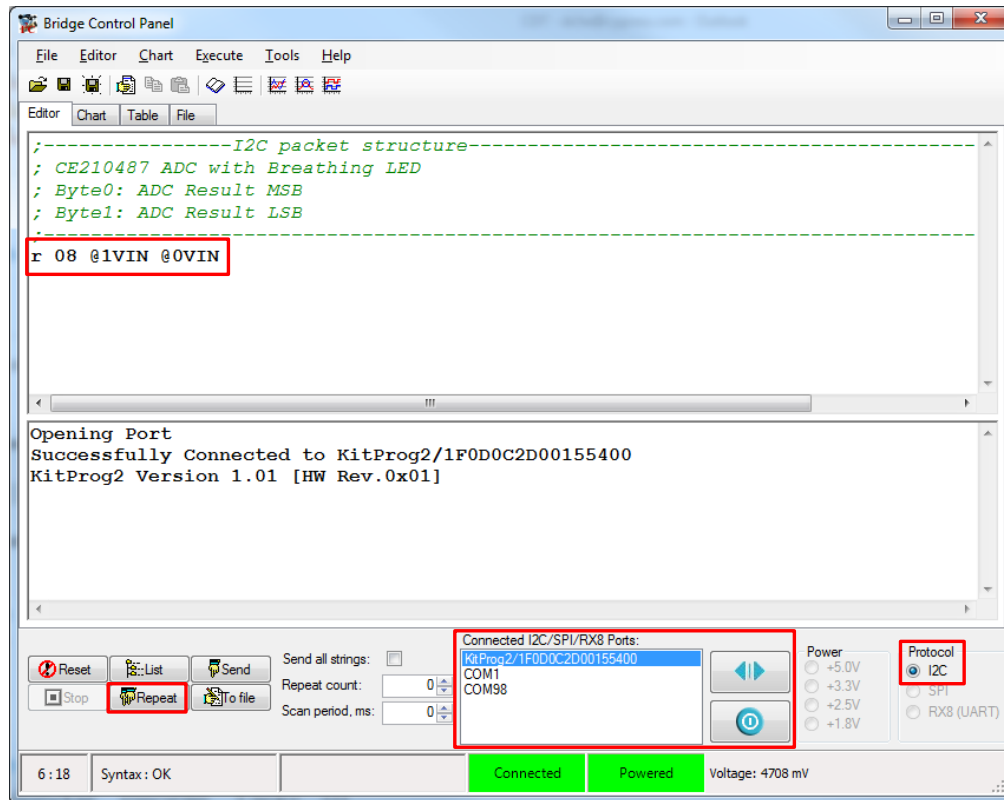 Bridge Control Panel
File Editor Chart Execute Tools Help
Editor Chart Table File
;----------------I2C packet structure-------------------------------------------
; CE210487 ADC with Breathing LED
; Byte0: ADC Result MSB
; Byte1: ADC Result LSB
;-------------------------------------------------------------------------------
r 08 @1VIN @0VIN
Opening Port
Successfully Connected to KitProg2/1F0D0C2D00155400
KitProg2 Version 1.01 [HW Rev.0x01]
Reset List Send
Stop Repeat To file
Send all strings:
Repeat count: 0
Scan period, ms: 0
Connected I2C/SPI/RX8 Ports:
KitProg2/1F0D0C2D00155400
COM1
COM98
Power
+5.0V
+3.3V
+2.5V
+1.8V
Protocol
I2C
SPI
RX8 (UART)
6 : 18 Syntax : OK Connected Powered Voltage: 4708 mV